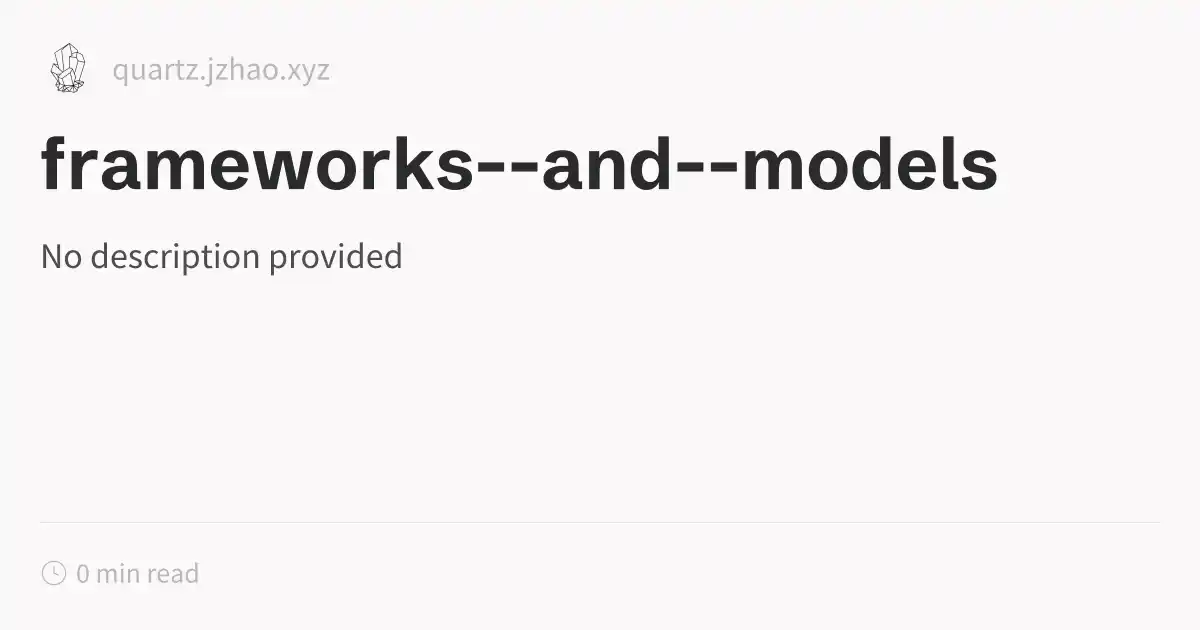 quartz.jzhao.xyz
frameworks--and--models
No description provided
0 min read